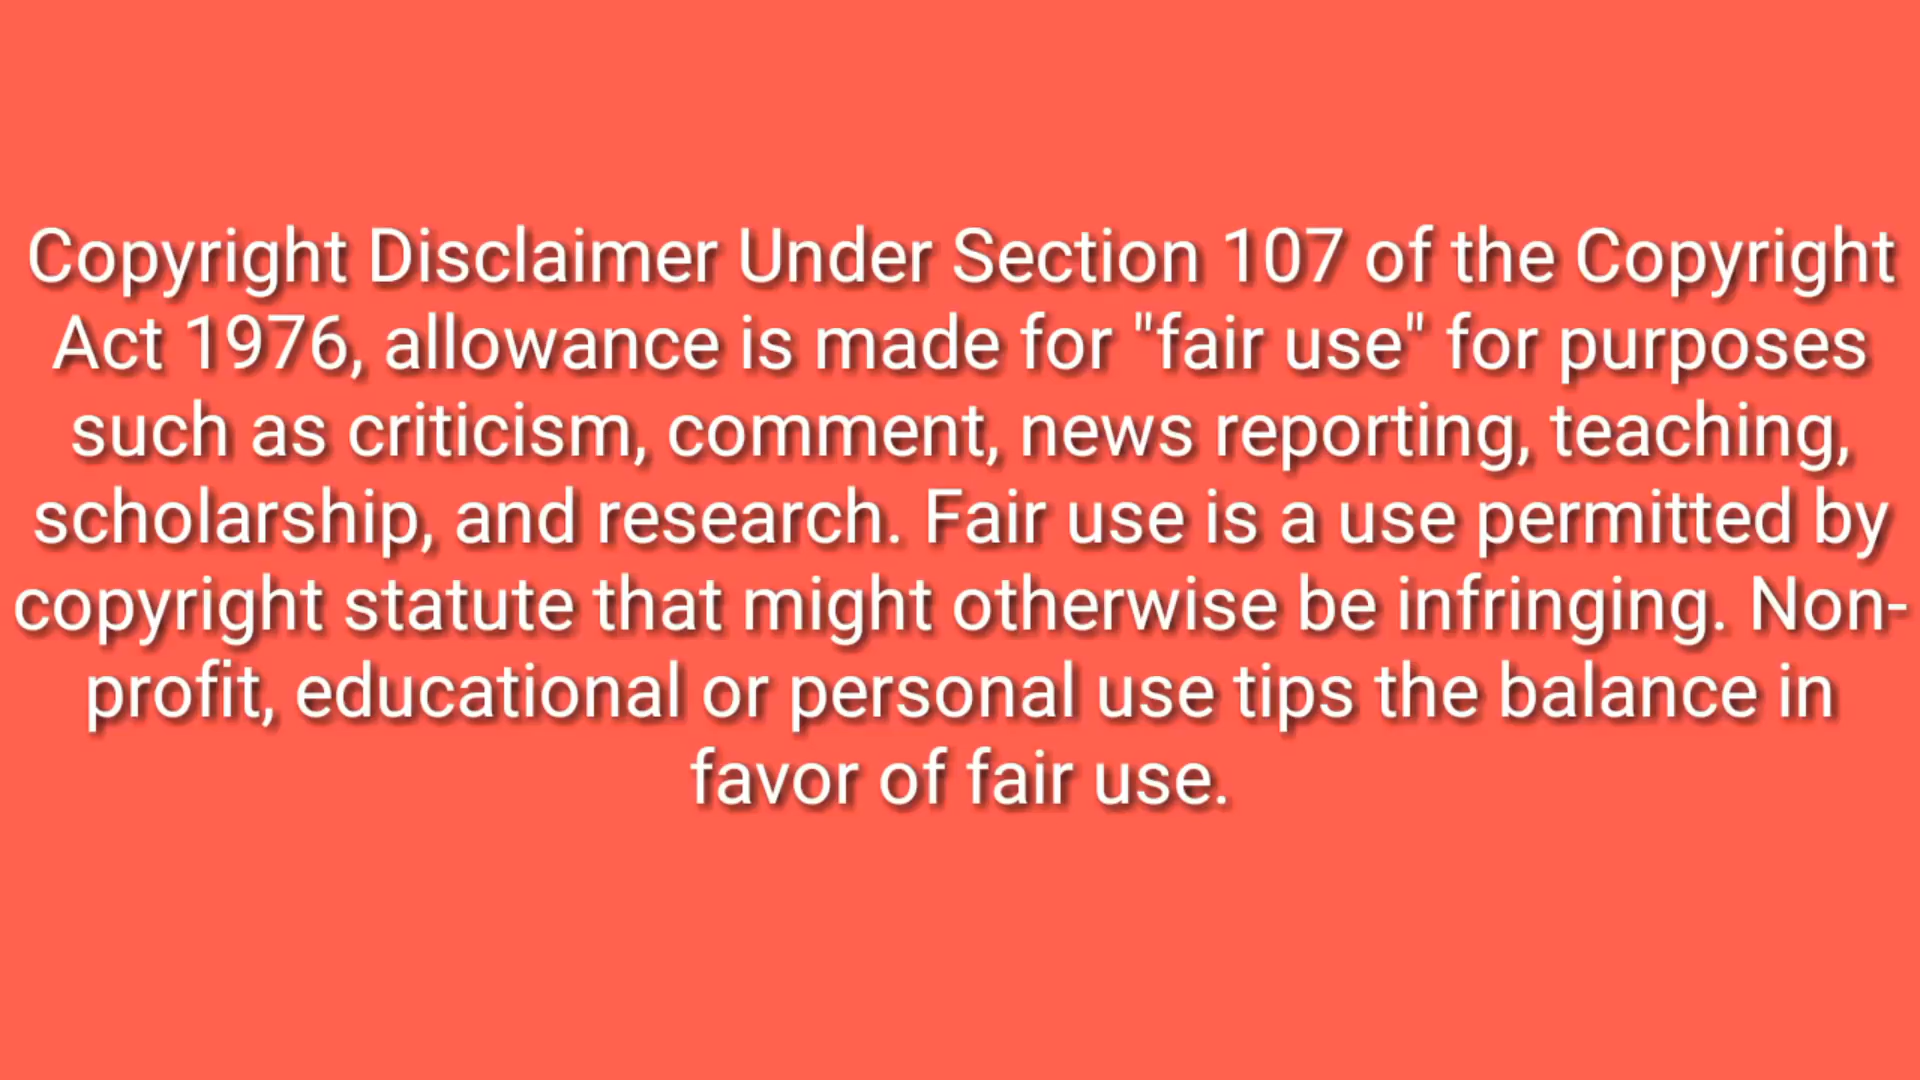 Copyright Disclaimer Under Section 107 of the Copyright
Act 1976, allowance is made for "fair use" for purposes
such as criticism, comment, news reporting, teaching,
scholarship, and research. Fair use is a use permitted by
copyright statute that might otherwise be infringing. Non-
profit, educational or personal use tips the balance in
favor of fair use.